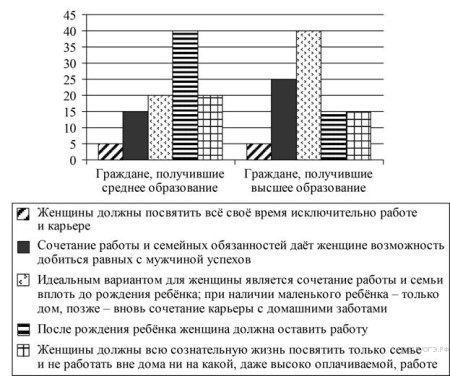 45
40
35
30
25
20
15
10
5
0
Граждане, получившие
среднее образование
Граждане, получившие
высшее образование
Женщины должны посвятить всё своё время исключительно работе
и карьере
Сочетание работы и семейных обязанностей даёт женщине возможность
добиться равных с мужчиной успехов
Идеальным вариантом для женщины является сочетание работы и семьи
вплоть до рождения ребёнка; при наличии маленького ребёнка – только
дом, позже – вновь сочетание карьеры с домашними заботами
После рождения ребёнка женщина должна оставить работу
Женщины должны всю сознательную жизнь посвятить только семье
и не работать вне дома ни на какой, даже высоко оплачиваемой, работе